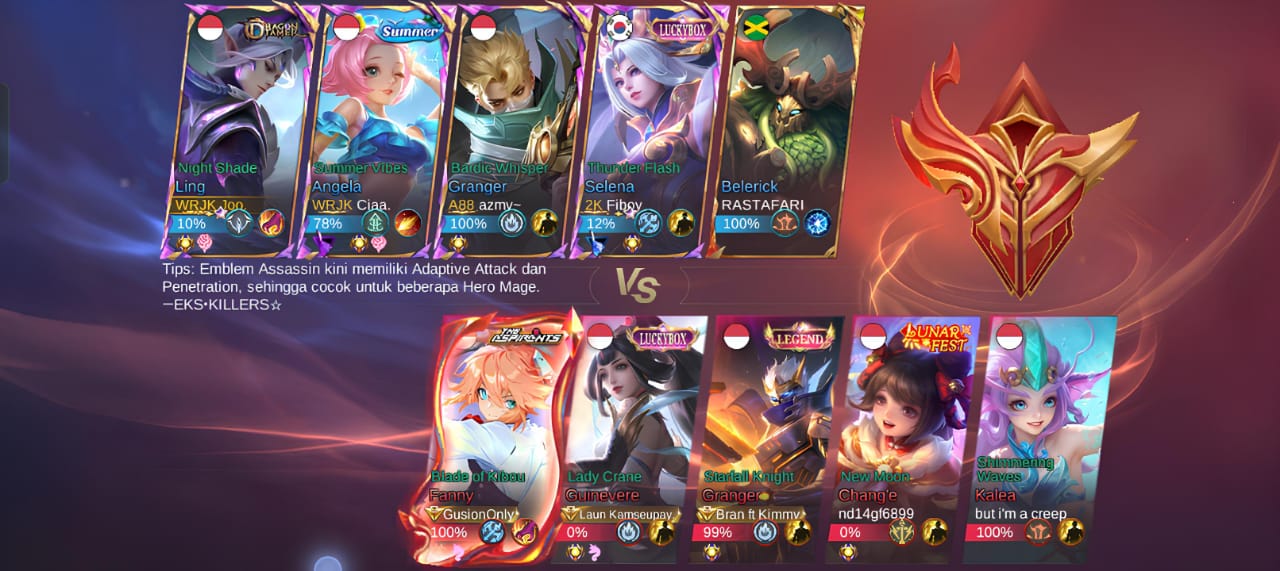 DRAGON TAMER
Summer
LUCKYBOX
Night Shade
Ling
WRJK Joo.
10%
Summer Vibes
Angela
WRJK Ciaa.
78%
Bardic Whisper
Granger
A88 azmy~
100%
Thunder Flash
Selena
2K Fiboy
12%
Belerick
RASTAFARI
100%
Tips: Emblem Assassin kini memiliki Adaptive Attack dan
Penetration, sehingga cocok untuk beberapa Hero Mage.
—EKS•KILLERS☆
VS
THE ASPIRANTS
LUCKYBOX
LEGEND
LUNAR FEST
Blade of Kibou
Fanny
GusionOnly
100%
Lady Crane
Guinevere
Laun Kamseupay
0%
Starfall Knight
Granger
Bran ft Kimmy
99%
New Moon
Chang'e
nd14gf6899
0%
Shimmering
Waves
Kalea
but i'm a creep
100%